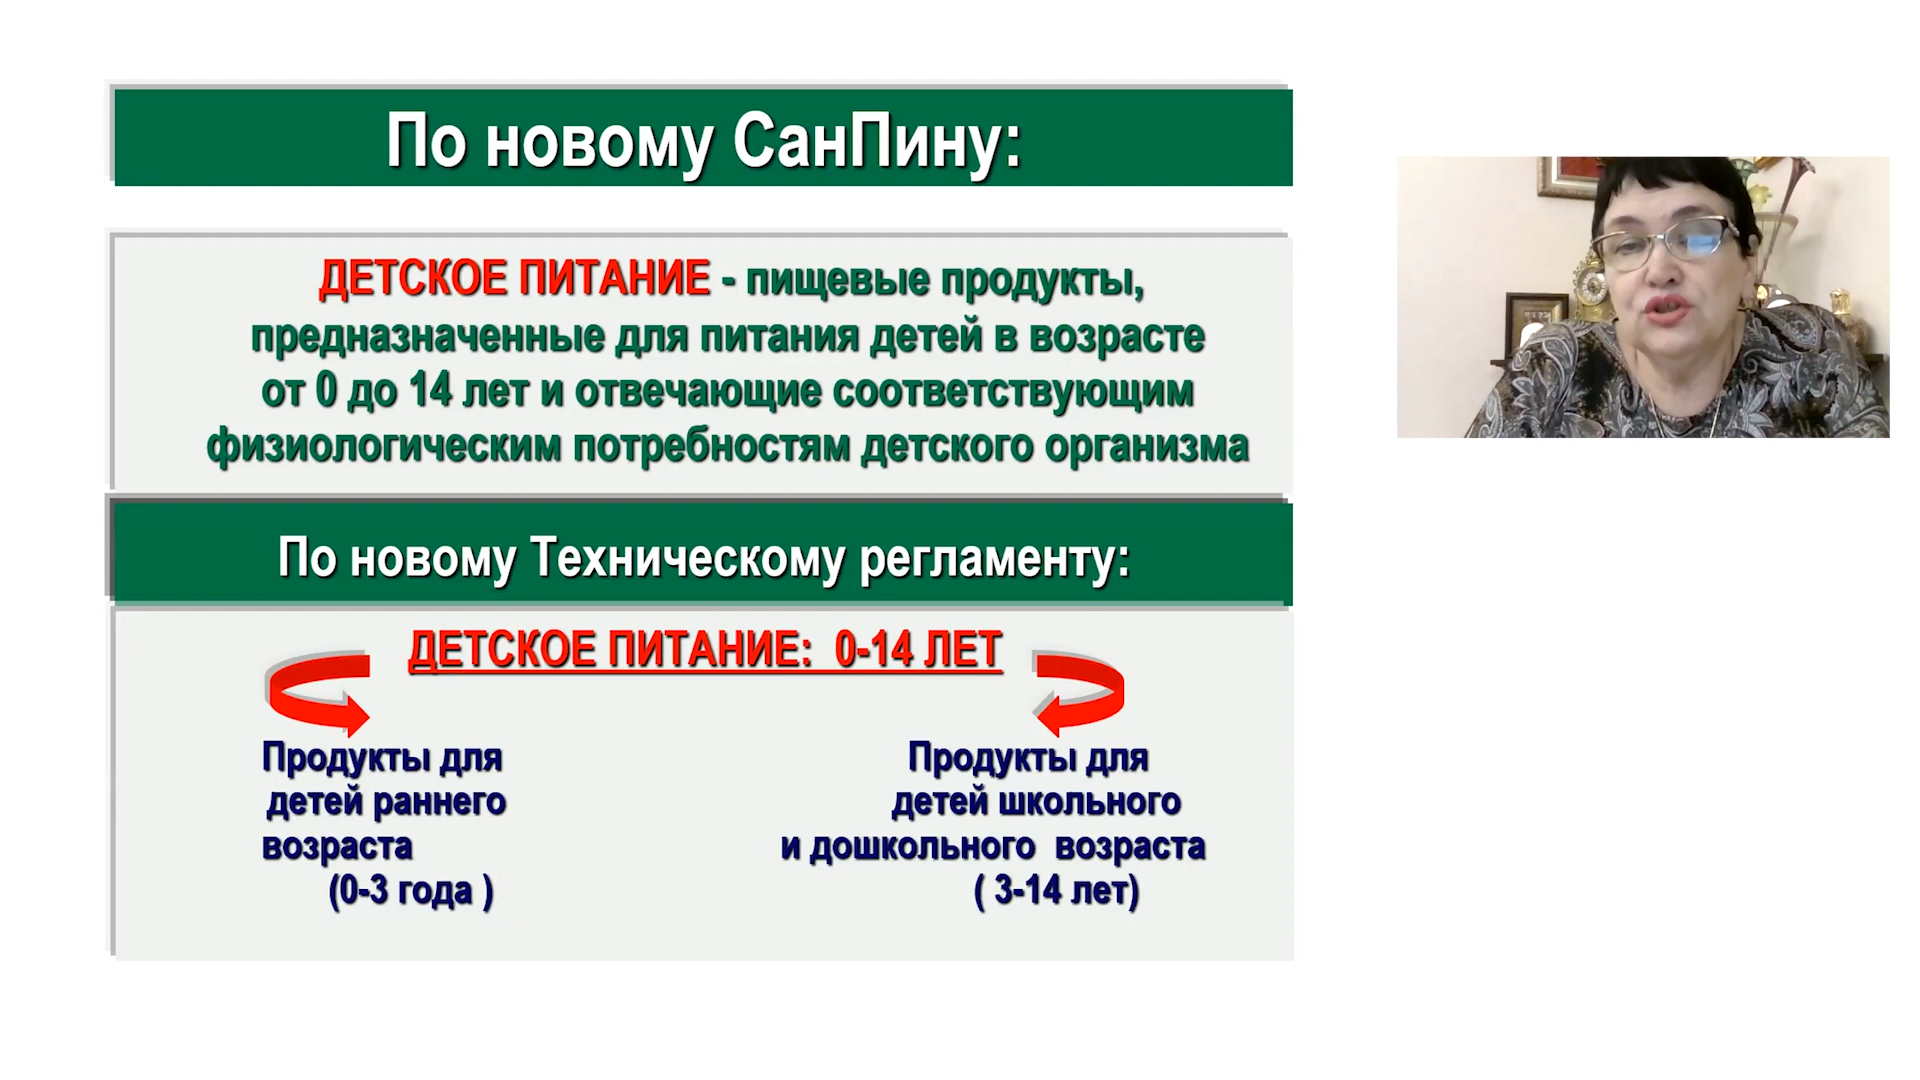 По новому СанПину:
ДЕТСКОЕ ПИТАНИЕ - пищевые продукты,
предназначенные для питания детей в возрасте
от 0 до 14 лет и отвечающие соответствующим
физиологическим потребностям детского организма
По новому Техническому регламенту:
ДЕТСКОЕ ПИТАНИЕ: 0-14 ЛЕТ
Продукты для
детей раннего
возраста
(0-3 года )
Продукты для
детей школьного
и дошкольного возраста
( 3-14 лет)